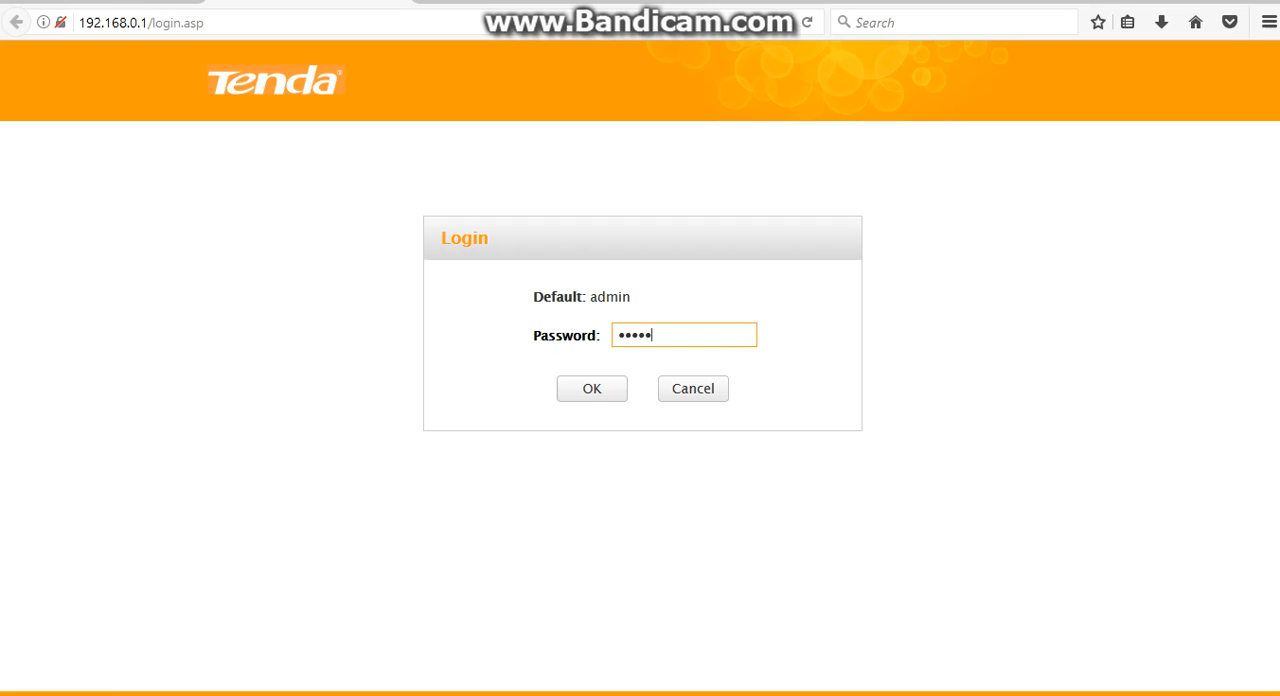 192.168.0.1/login.asp
www.Bandicam.com
Search
Tenda®
Login
Default: admin
Password: •••••
OK
Cancel